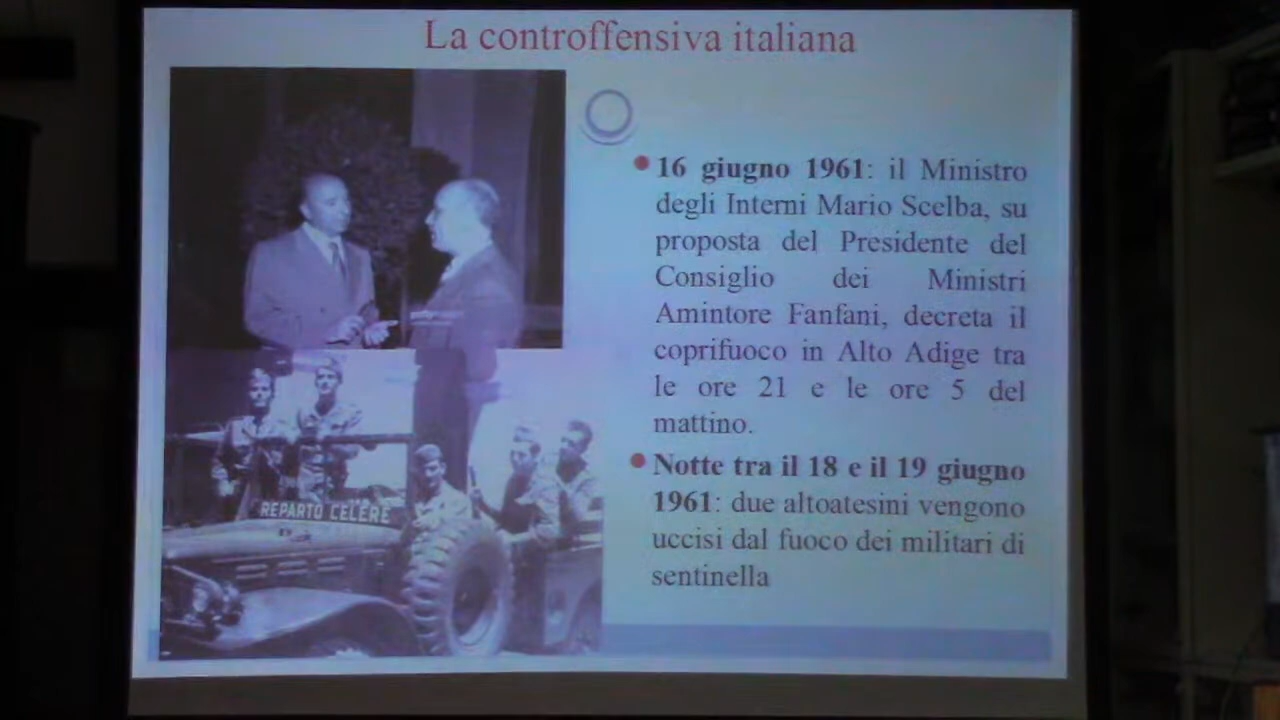 La controffensiva italiana
16 giugno 1961: il Ministro
degli Interni Mario Scelba, su
proposta del Presidente del
Consiglio dei Ministri
Amintore Fanfani, decreta il
coprifuoco in Alto Adige tra
le ore 21 e le ore 5 del
mattino.
Notte tra il 18 e il 19 giugno
1961: due altoatesini vengono
uccisi dal fuoco dei militari di
sentinella
REPARTO CELERE